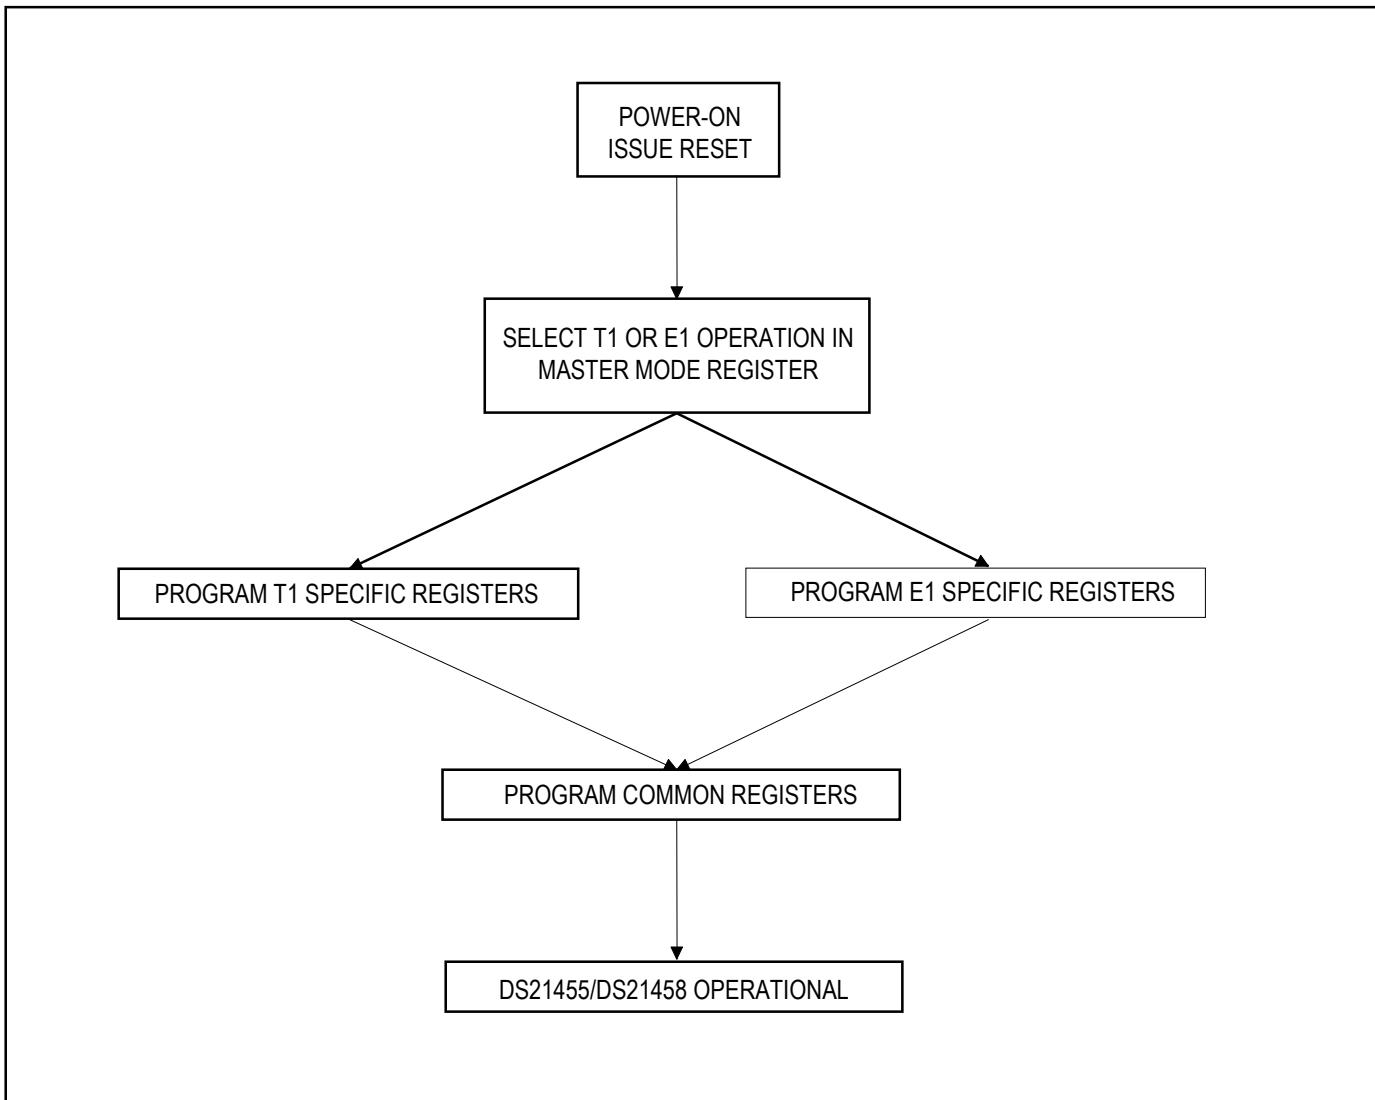 POWER-ON
ISSUE RESET
SELECT T1 OR E1 OPERATION IN
MASTER MODE REGISTER
PROGRAM T1 SPECIFIC REGISTERS
PROGRAM E1 SPECIFIC REGISTERS
PROGRAM COMMON REGISTERS
DS21455/DS21458 OPERATIONAL